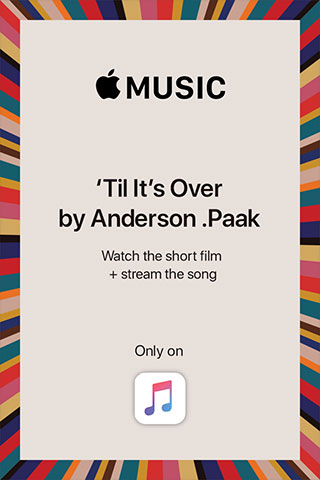 MUSIC
’Til It’s Over
by Anderson .Paak
Watch the short film
+ stream the song
Only on